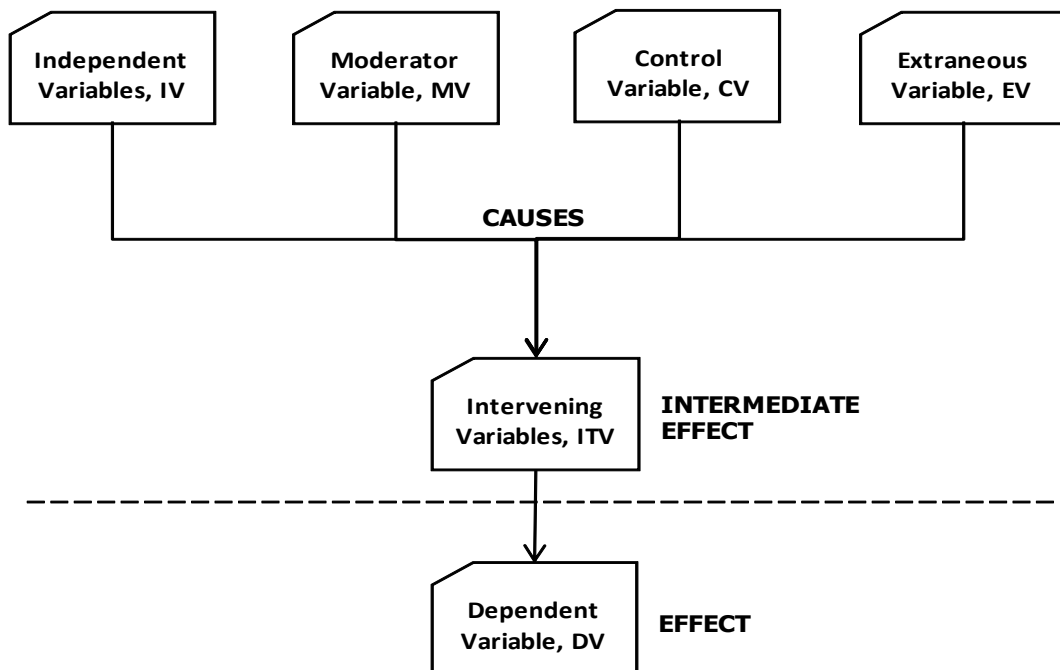 Independent
Variables, IV
Moderator
Variable, MV
Control
Variable, CV
Extraneous
Variable, EV
CAUSES
Intervening
Variables, ITV
INTERMEDIATE
EFFECT
Dependent
Variable, DV
EFFECT